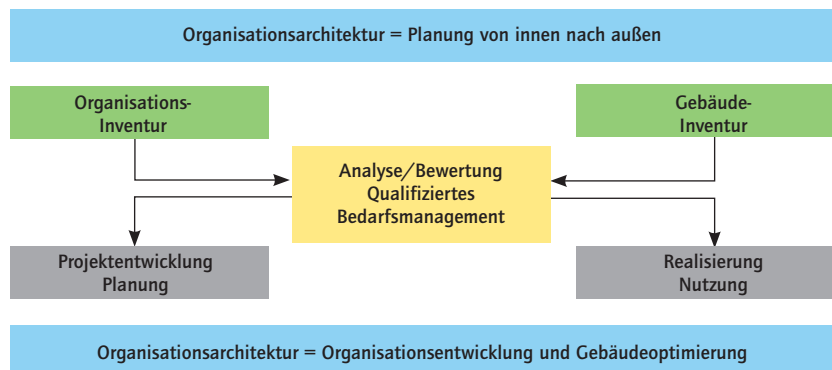 Organisationsarchitektur = Planung von innen nach außen
Organisations-
Inventur
Gebäude-
Inventur
Analyse/Bewertung
Qualifiziertes
Bedarfsmanagement
Projektentwicklung
Planung
Realisierung
Nutzung
Organisationsarchitektur = Organisationsentwicklung und Gebäudeoptimierung